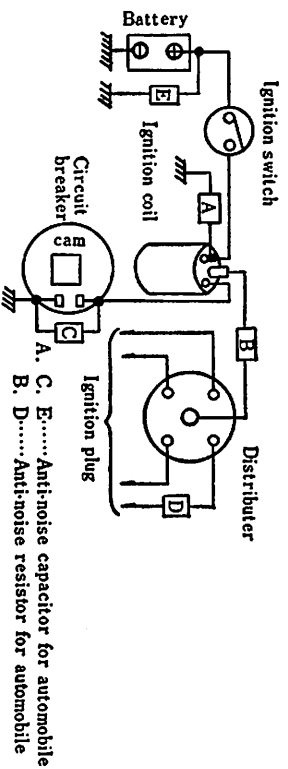 Battery
E
Ignition switch
Ignition coil
A
Circuit
breaker
cam
C
B
Distributer
Ignition plug
D
A. C. E……Anti-noise capacitor for automobile
B. D……Anti-noise resistor for automobile